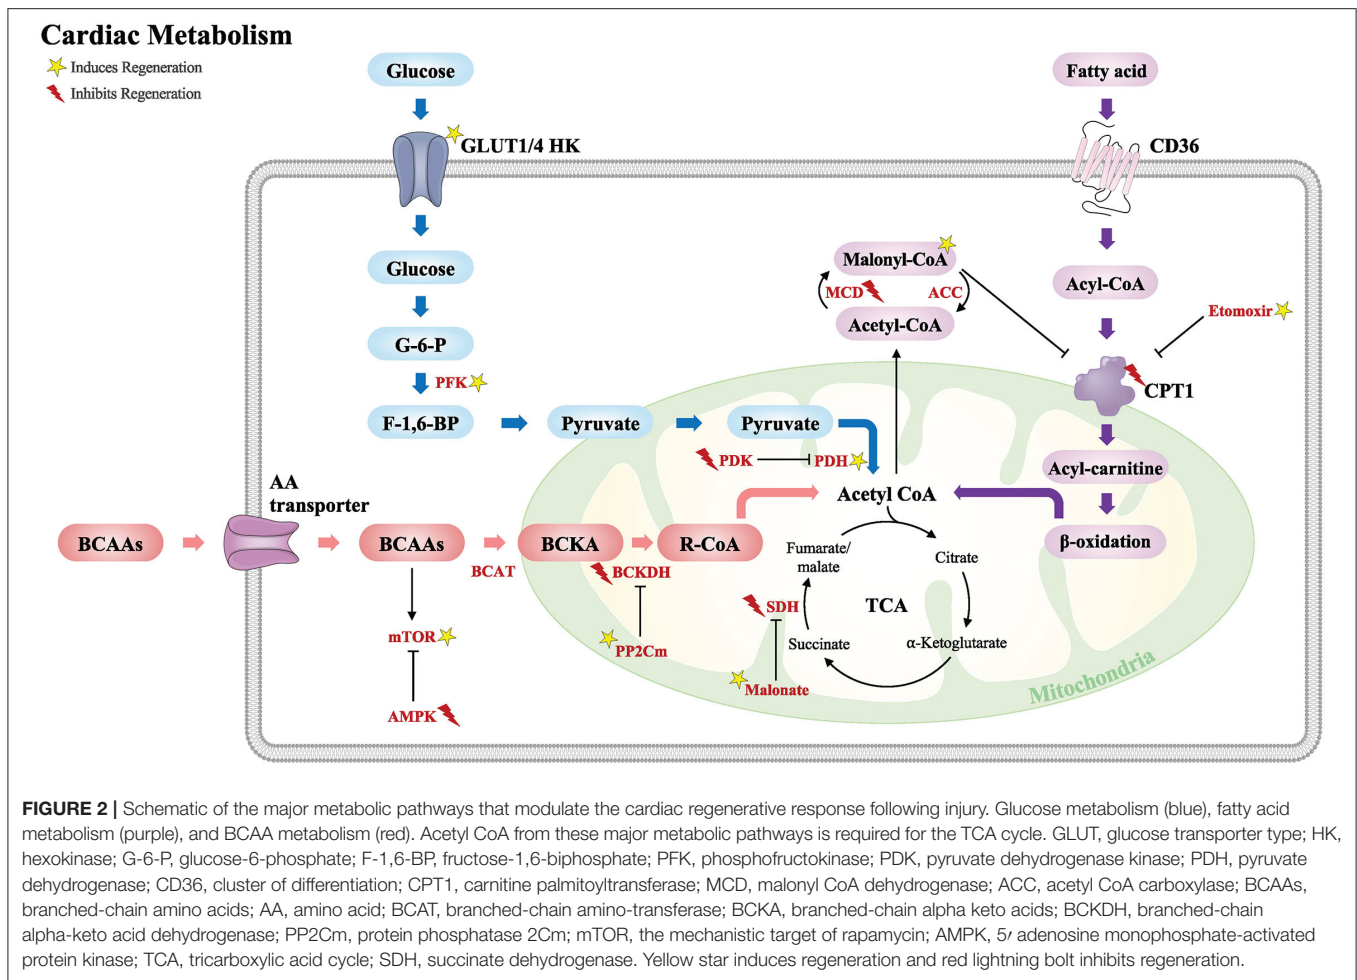 Cardiac Metabolism
Induces Regeneration
Inhibits Regeneration
Glucose
Fatty acid
GLUT1/4 HK
CD36
Glucose
Malonyl-CoA
MCD
ACC
Acetyl-CoA
Acyl-CoA
Etomoxir
G-6-P
PFK
CPT1
F-1,6-BP
Pyruvate
Pyruvate
PDK
PDH
Acyl-carnitine
AA
transporter
Acetyl CoA
BCAAs
BCAAs
BCAT
BCKA
BCKDH
R-CoA
β-oxidation
Fumarate/
malate
Citrate
SDH
TCA
mTOR
PP2Cm
Succinate
α-Ketoglutarate
Malonate
Mitochondria
AMPK
FIGURE 2 | Schematic of the major metabolic pathways that modulate the cardiac regenerative response following injury. Glucose metabolism (blue), fatty acid
metabolism (purple), and BCAA metabolism (red). Acetyl CoA from these major metabolic pathways is required for the TCA cycle. GLUT, glucose transporter type; HK,
hexokinase; G-6-P, glucose-6-phosphate; F-1,6-BP, fructose-1,6-biphosphate; PFK, phosphofructokinase; PDK, pyruvate dehydrogenase kinase; PDH, pyruvate
dehydrogenase; CD36, cluster of differentiation; CPT1, carnitine palmitoyltransferase; MCD, malonyl CoA dehydrogenase; ACC, acetyl CoA carboxylase; BCAAs,
branched-chain amino acids; AA, amino acid; BCAT, branched-chain amino-transferase; BCKA, branched-chain alpha keto acids; BCKDH, branched-chain
alpha-keto acid dehydrogenase; PP2Cm, protein phosphatase 2Cm; mTOR, the mechanistic target of rapamycin; AMPK, 5′ adenosine monophosphate-activated
protein kinase; TCA, tricarboxylic acid cycle; SDH, succinate dehydrogenase. Yellow star induces regeneration and red lightning bolt inhibits regeneration.